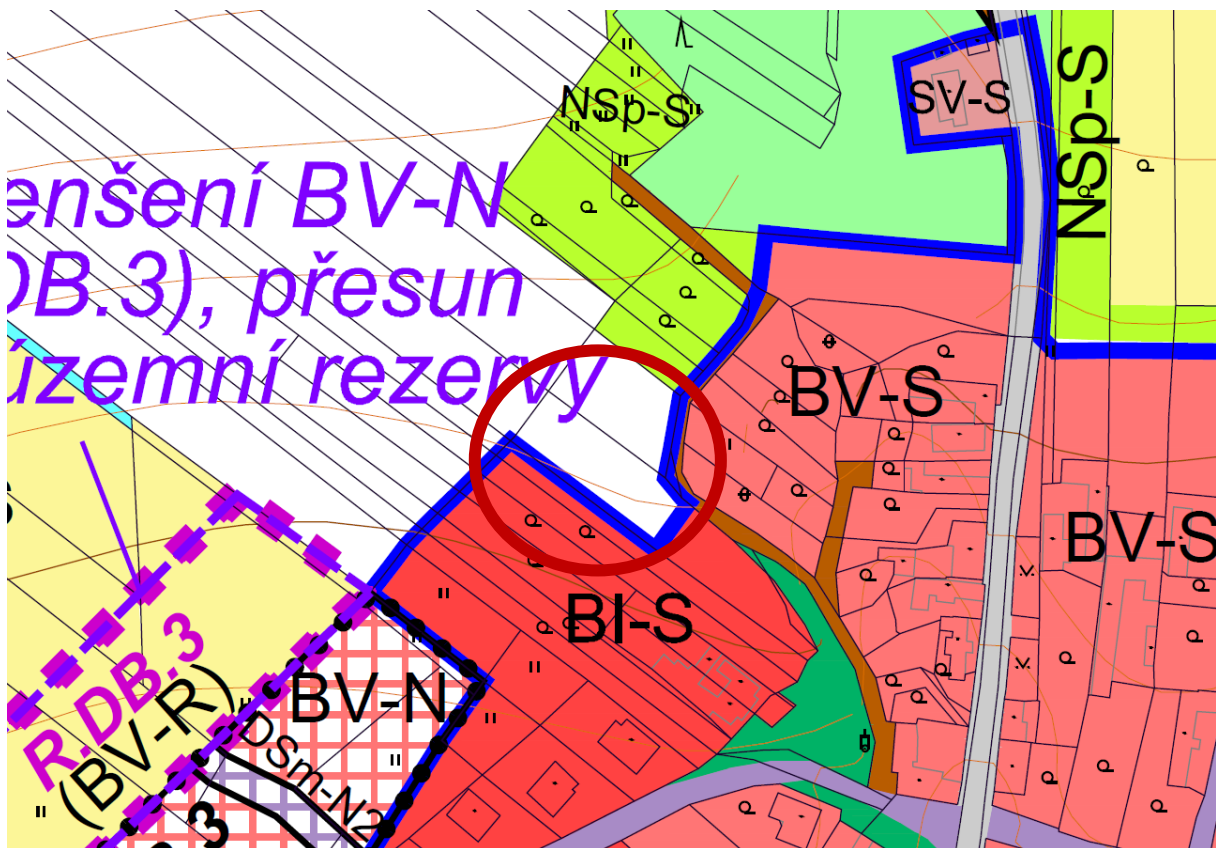 NSp-S
SV-S
NSp-S
enšení BV-N
DB.3), přesun
územní rezervy
BV-S
BV-S
BI-S
R.DB.3
(BV-R)
BV-N
DSm-N2
3